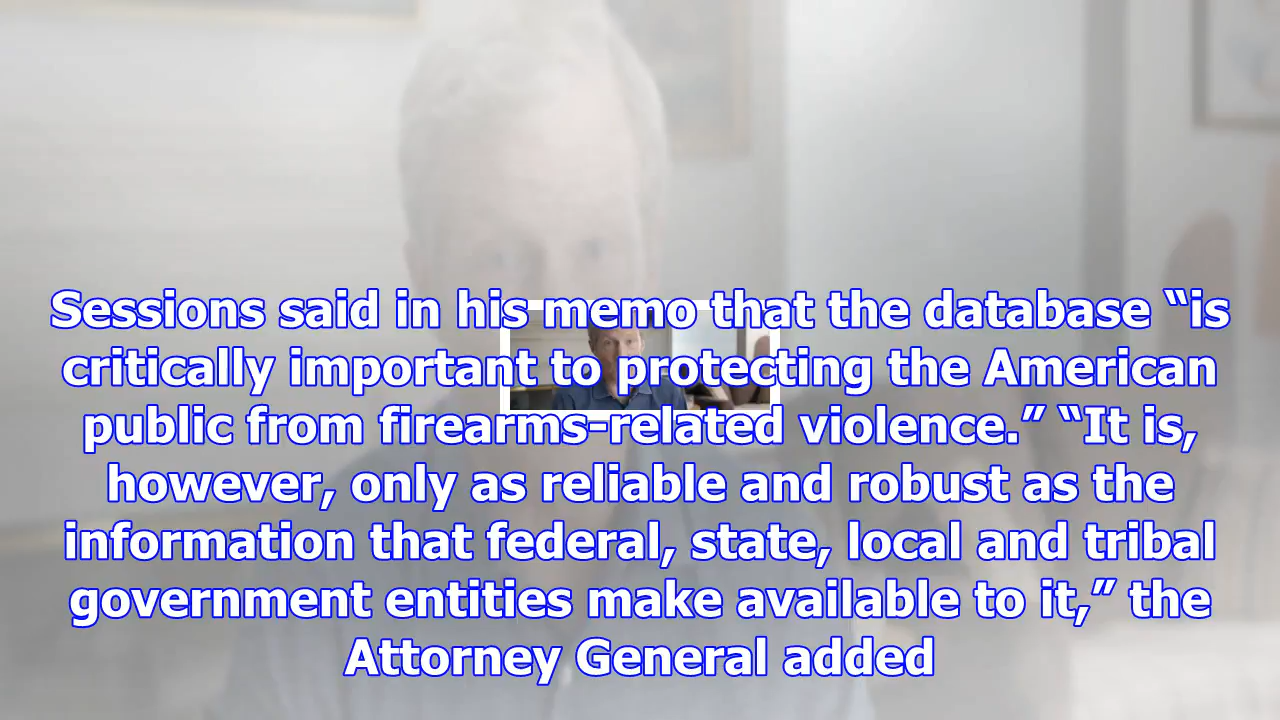 Sessions said in his memo that the database “is
critically important to protecting the American
public from firearms-related violence.” “It is,
however, only as reliable and robust as the
information that federal, state, local and tribal
government entities make available to it,” the
Attorney General added